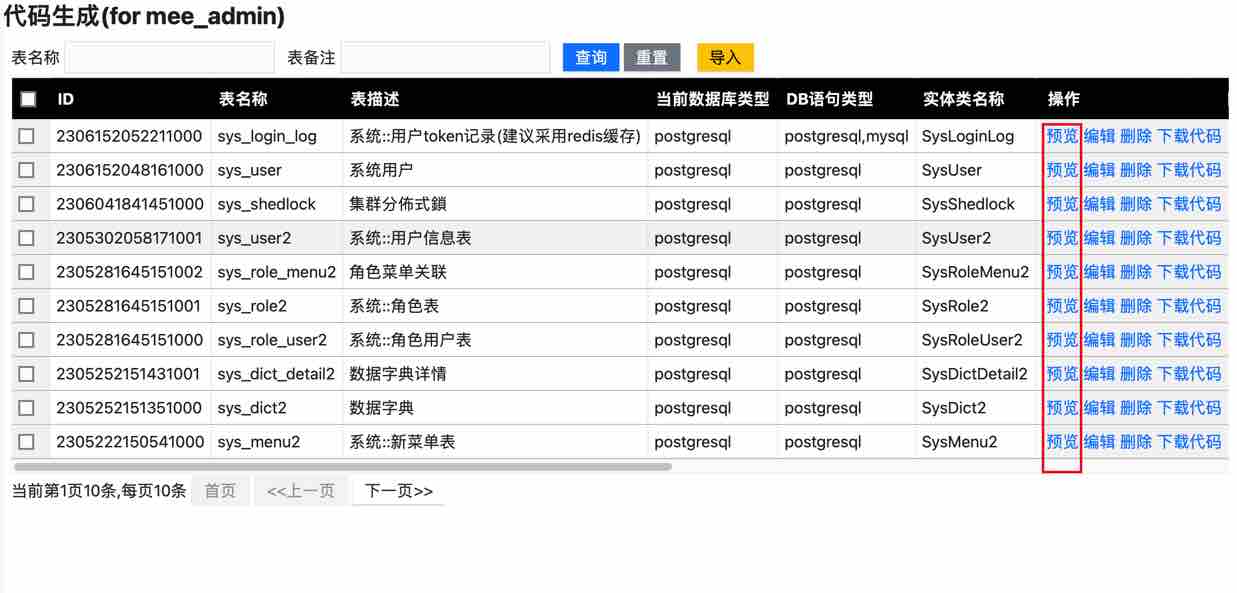 代码生成(for mee_admin)
表名称 表备注 查询 重置 导入
ID 表名称 表描述 当前数据库类型 DB语句类型 实体类名称 操作
2306152052211000 sys_login_log 系统::用户token记录(建议采用redis缓存) postgresql postgresql,mysql SysLoginLog 预览 编辑 删除 下载代码
2306152048161000 sys_user 系统用户 postgresql postgresql SysUser 预览 编辑 删除 下载代码
2306041841451000 sys_shedlock 集群分佈式鎖 postgresql postgresql SysShedlock 预览 编辑 删除 下载代码
2305302058171001 sys_user2 系统::用户信息表 postgresql postgresql SysUser2 预览 编辑 删除 下载代码
2305281645151002 sys_role_menu2 角色菜单关联 postgresql postgresql SysRoleMenu2 预览 编辑 删除 下载代码
2305281645151001 sys_role2 系统::角色表 postgresql postgresql SysRole2 预览 编辑 删除 下载代码
2305281645151000 sys_role_user2 系统::角色用户表 postgresql postgresql SysRoleUser2 预览 编辑 删除 下载代码
2305252151431001 sys_dict_detail2 数据字典详情 postgresql postgresql SysDictDetail2 预览 编辑 删除 下载代码
2305252151351000 sys_dict2 数据字典 postgresql postgresql SysDict2 预览 编辑 删除 下载代码
2305222150541000 sys_menu2 系统::新菜单表 postgresql postgresql SysMenu2 预览 编辑 删除 下载代码
当前第1页10条,每页10条 首页 <<上一页 下一页>>